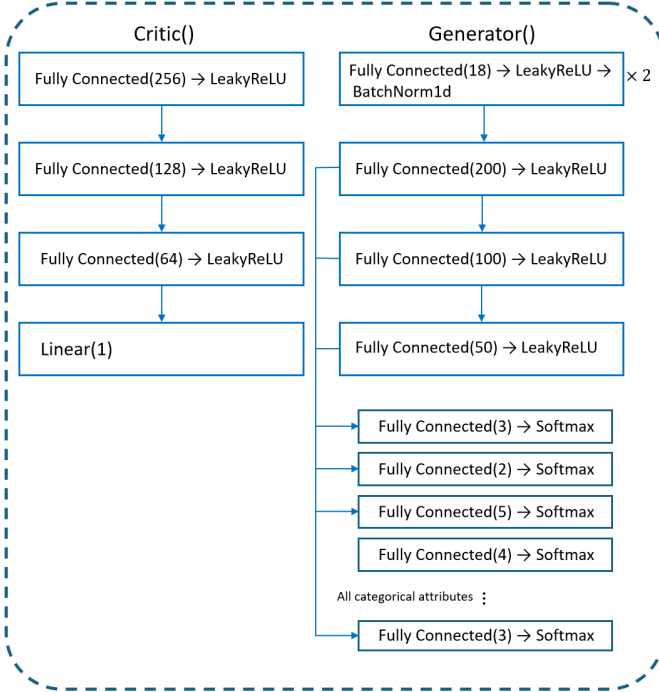 Critic()
Fully Connected(256) → LeakyReLU
Fully Connected(128) → LeakyReLU
Fully Connected(64) → LeakyReLU
Linear(1)
Generator()
Fully Connected(18) → LeakyReLU →
BatchNorm1d
× 2
Fully Connected(200) → LeakyReLU
Fully Connected(100) → LeakyReLU
Fully Connected(50) → LeakyReLU
Fully Connected(3) → Softmax
Fully Connected(2) → Softmax
Fully Connected(5) → Softmax
Fully Connected(4) → Softmax
All categorical attributes ⋮
Fully Connected(3) → Softmax